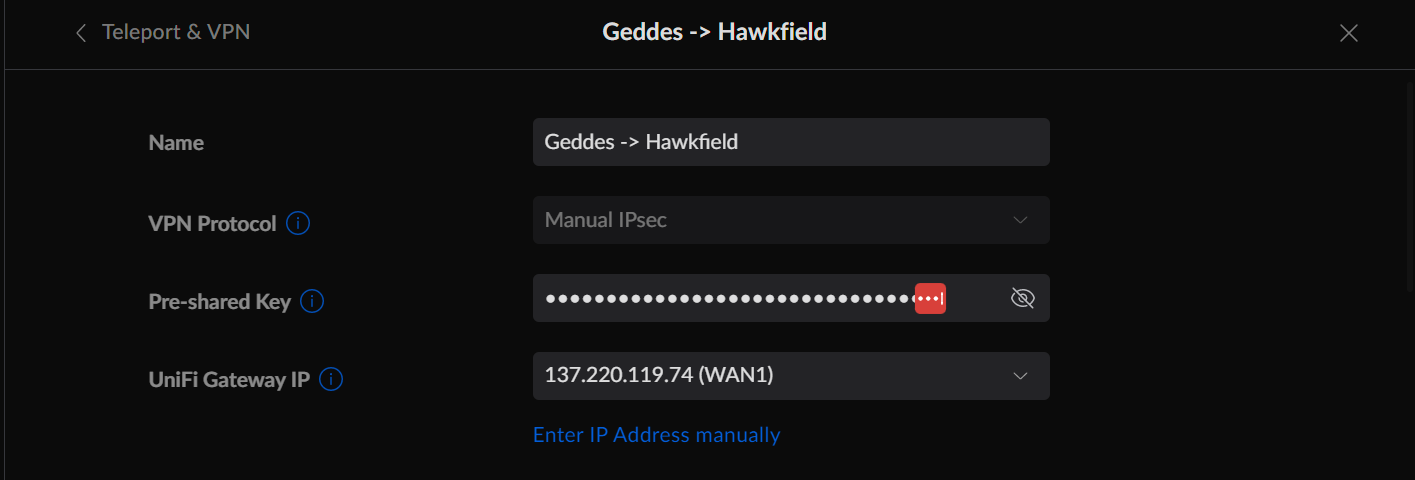 Teleport & VPN
Geddes -> Hawkfield
Name
Geddes -> Hawkfield
VPN Protocol
Manual IPsec
Pre-shared Key
UniFi Gateway IP
137.220.119.74 (WAN1)
Enter IP Address manually